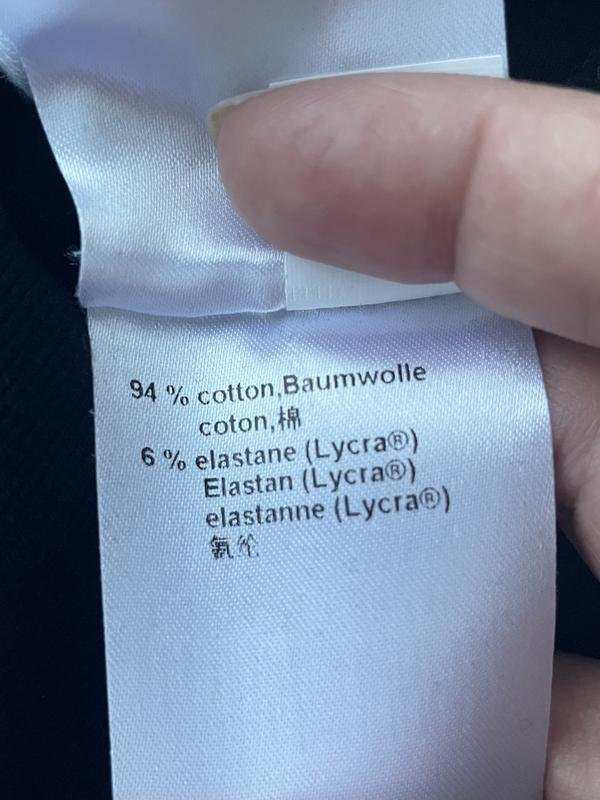 94 % cotton,Baumwolle
coton,棉
6 % elastane (Lycra®)
Elastan (Lycra®)
elastanne (Lycra®)
氨纶